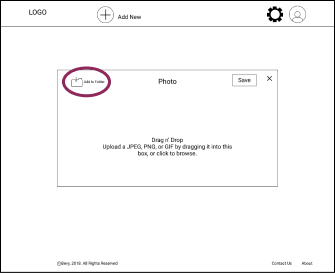 LOGO
Add New
Add to Folder
Photo
Save
Drag n' Drop
Upload a JPEG, PNG, or GIF by dragging it into this
box, or click to browse.
©Bevy, 2018. All Rights Reserved
Contact Us
About